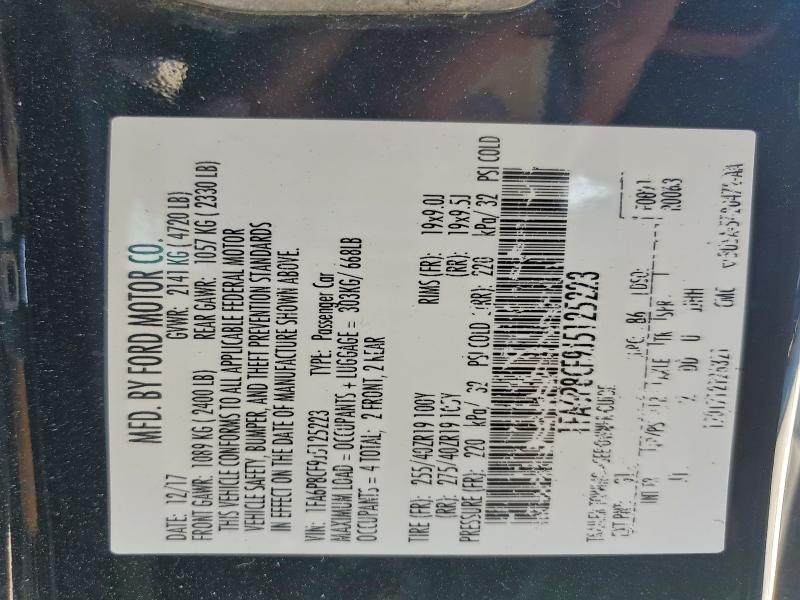 MFD. BY FORD MOTOR CO.
DATE: 12/17 GVWR: 2141 KG ( 4720 LB)
FRONT GAWR: 1089 KG ( 2400 LB) REAR GAWR: 1057 KG ( 2330 LB)
THIS VEHICLE CONFORMS TO ALL APPLICABLE FEDERAL MOTOR
VEHICLE SAFETY, BUMPER, AND THEFT PREVENTION STANDARDS
IN EFFECT ON THE DATE OF MANUFACTURE SHOWN ABOVE.
VIN: 1FA6P8CF9J5125223 TYPE: Passenger Car
MAXIMUM LOAD = OCCUPANTS + LUGGAGE = 303KG/ 668LB
OCCUPANTS = 4 TOTAL; 2 FRONT, 2 REAR
TIRE (FR): 255/40ZR19 100Y RIMS (FR): 19x9.0J
(RR): 275/40ZR19 105Y (RR): 19x9.5J
PRESSURE (FR): 220 kPa/ 32 PSI COLD (RR): 220 kPa/ 32 PSI COLD
1FA6P8CF9J5125223
EXT PNT: RC: 86 DSO: